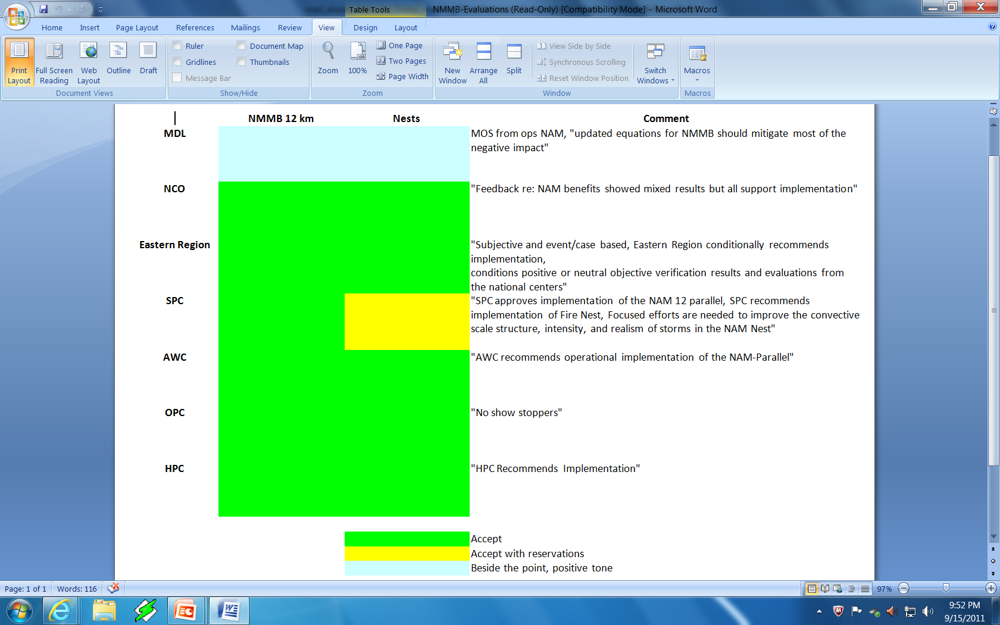 Table Tools
NMMB-Evaluations (Read-Only) [Compatibility Mode] - Microsoft Word
Home Insert Page Layout References Mailings Review View Design Layout
Print Layout
Full Screen Reading
Web Layout
Outline
Draft
Document Views
Ruler
Gridlines
Message Bar
Document Map
Thumbnails
Show/Hide
Zoom
100
100%
One Page
Two Pages
Page Width
Zoom
New Window
Arrange All
Split
View Side by Side
Synchronous Scrolling
Reset Window Position
Window
Switch Windows
Macros
Macros
NMMB 12 km Nests Comment
MDL MOS from ops NAM, "updated equations for NMMB should mitigate most of the
negative impact"
NCO "Feedback re: NAM benefits showed mixed results but all support implementation"
Eastern Region "Subjective and event/case based, Eastern Region conditionally recommends
implementation,
conditions positive or neutral objective verification results and evaluations from
the national centers"
SPC "SPC approves implementation of the NAM 12 parallel, SPC recommends
implementation of Fire Nest, Focused efforts are needed to improve the convective
scale structure, intensity, and realism of storms in the NAM Nest"
AWC "AWC recommends operational implementation of the NAM-Parallel"
OPC "No show stoppers"
HPC "HPC Recommends Implementation"
Accept
Accept with reservations
Beside the point, positive tone
Page: 1 of 1 Words: 116 97%
9:52 PM
9/15/2011